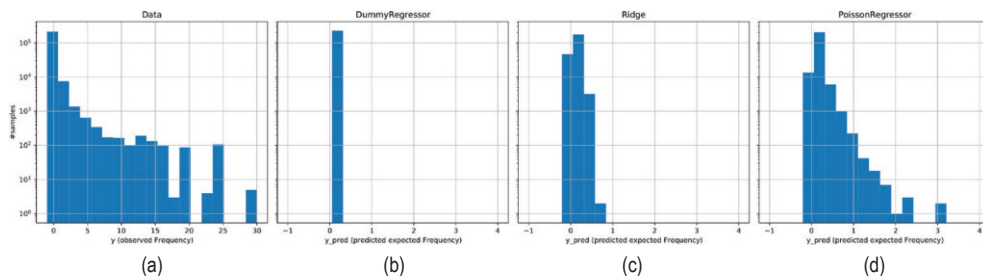 Data
DummyRegressor
Ridge
PoissonRegressor
#samples
10⁵
10⁴
10³
10²
10¹
10⁰
0 5 10 15 20 25 30
−1 0 1 2 3 4
−1 0 1 2 3 4
−1 0 1 2 3 4
y (observed Frequency)
y_pred (predicted expected Frequency)
y_pred (predicted expected Frequency)
y_pred (predicted expected Frequency)
(a)
(b)
(c)
(d)